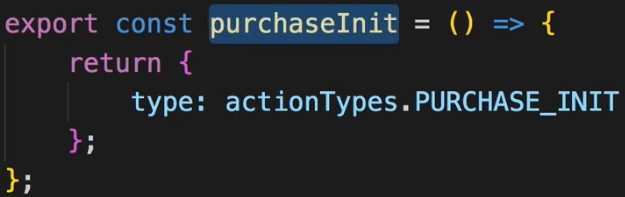 export const purchaseInit = () => {
return {
type: actionTypes.PURCHASE_INIT
};
};